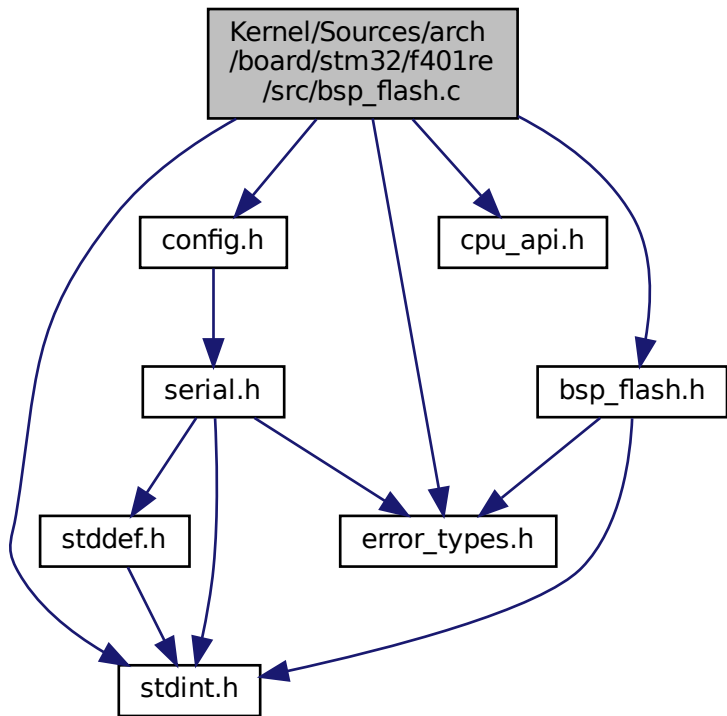 Kernel/Sources/arch
/board/stm32/f401re
/src/bsp_flash.c
config.h
cpu_api.h
serial.h
bsp_flash.h
stddef.h
error_types.h
stdint.h